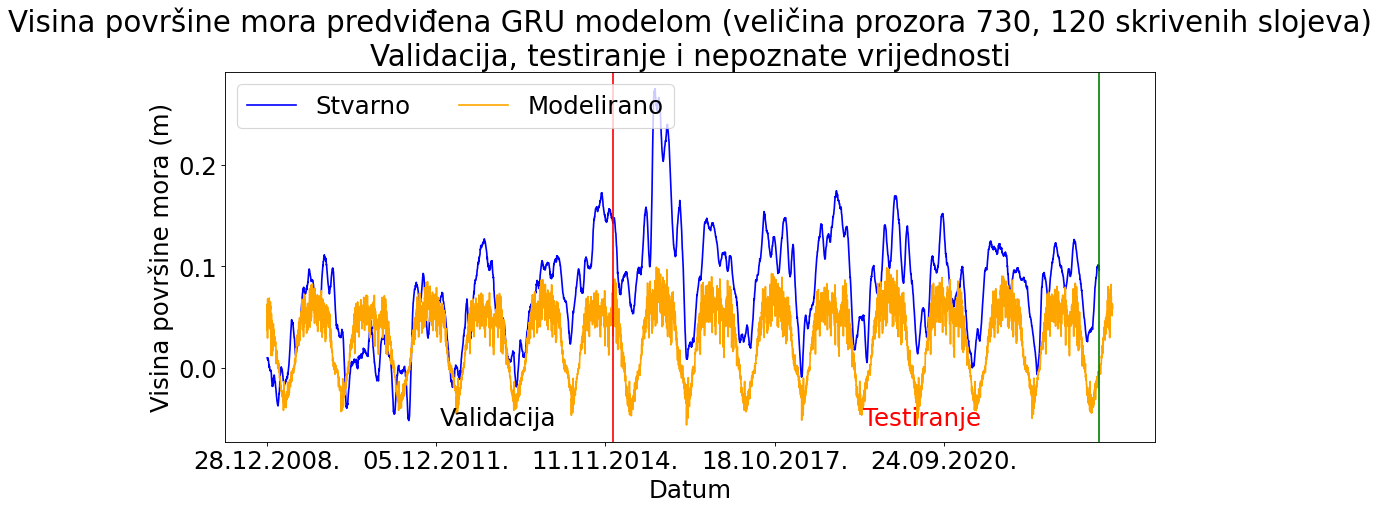 Visina površine mora predviđena GRU modelom (veličina prozora 730, 120 skrivenih slojeva)
Validacija, testiranje i nepoznate vrijednosti
Stvarno Modelirano
Visina površine mora (m)
0.2
0.1
0.0
Validacija
Testiranje
28.12.2008. 05.12.2011. 11.11.2014. 18.10.2017. 24.09.2020.
Datum